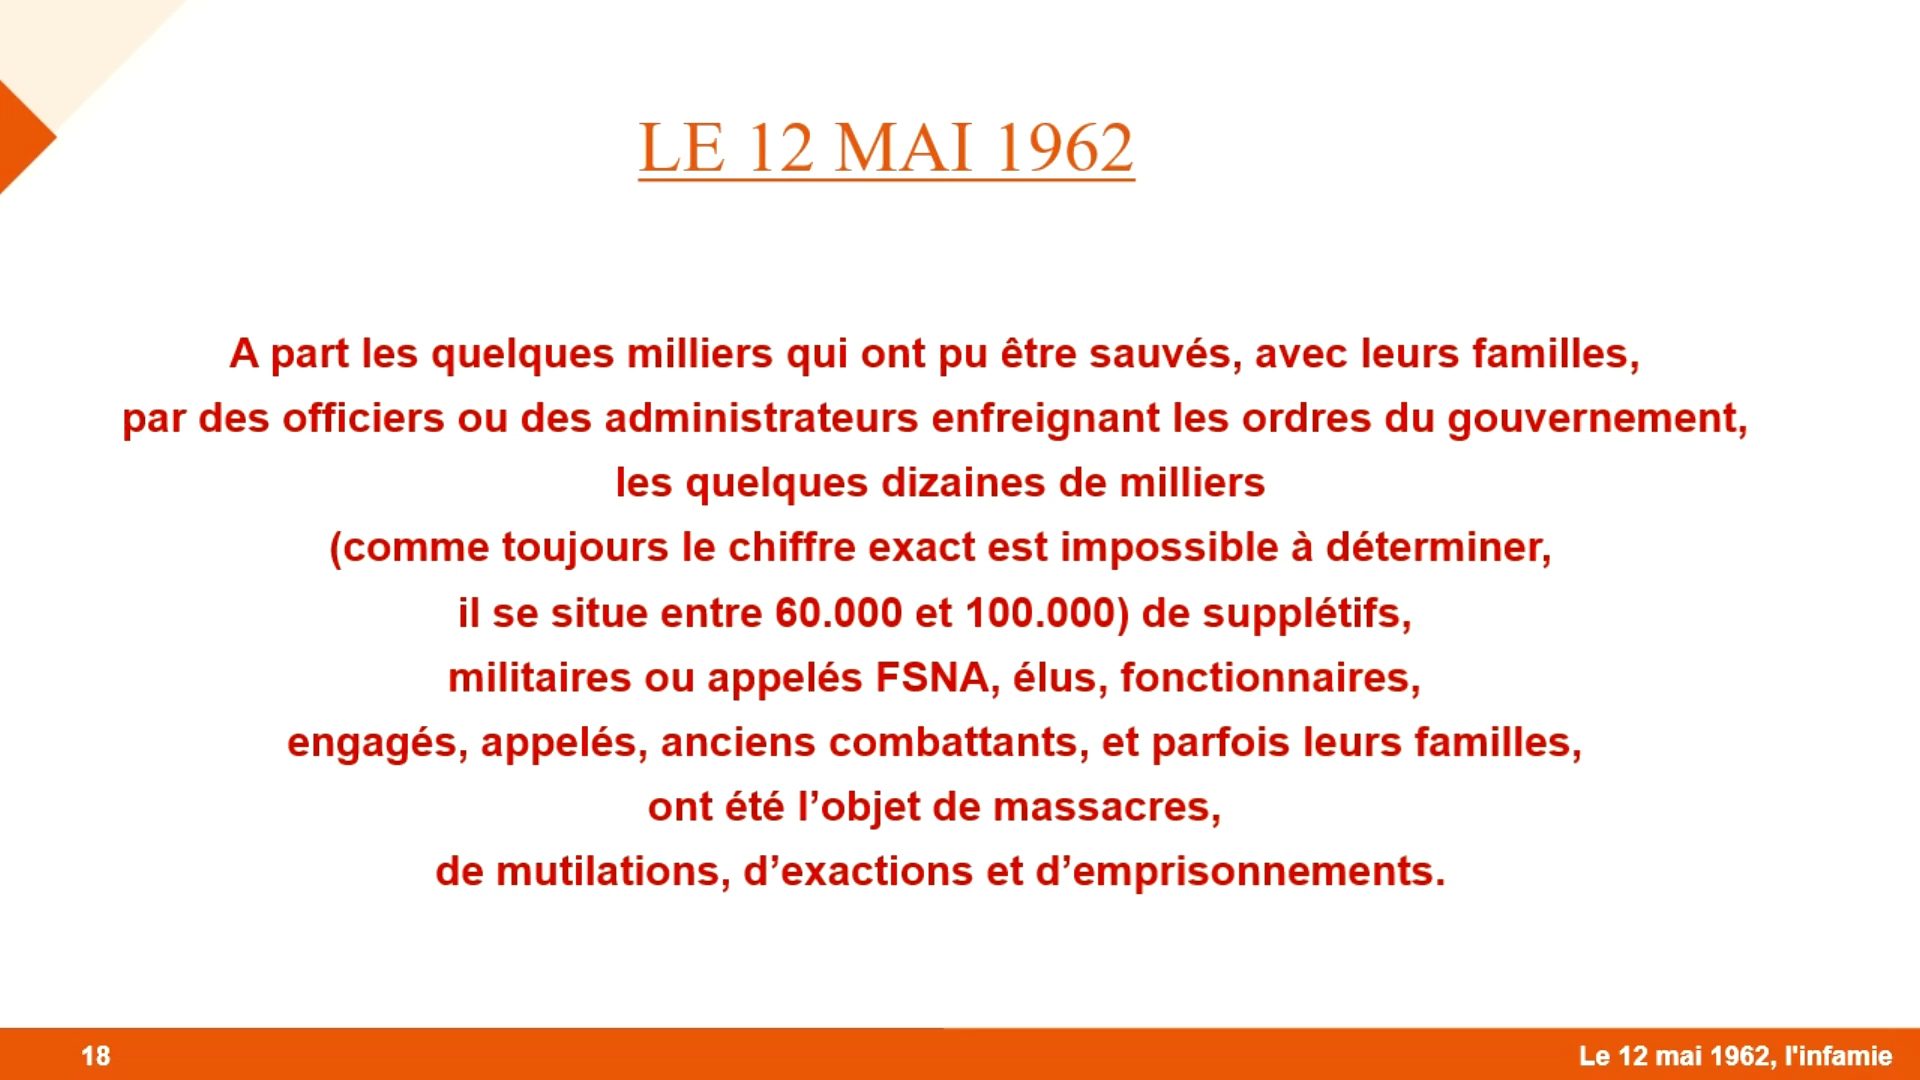 LE 12 MAI 1962
A part les quelques milliers qui ont pu être sauvés, avec leurs familles,
par des officiers ou des administrateurs enfreignant les ordres du gouvernement,
les quelques dizaines de milliers
(comme toujours le chiffre exact est impossible à déterminer,
il se situe entre 60.000 et 100.000) de supplétifs,
militaires ou appelés FSNA, élus, fonctionnaires,
engagés, appelés, anciens combattants, et parfois leurs familles,
ont été l’objet de massacres,
de mutilations, d’exactions et d’emprisonnements.
18
Le 12 mai 1962, l'infamie